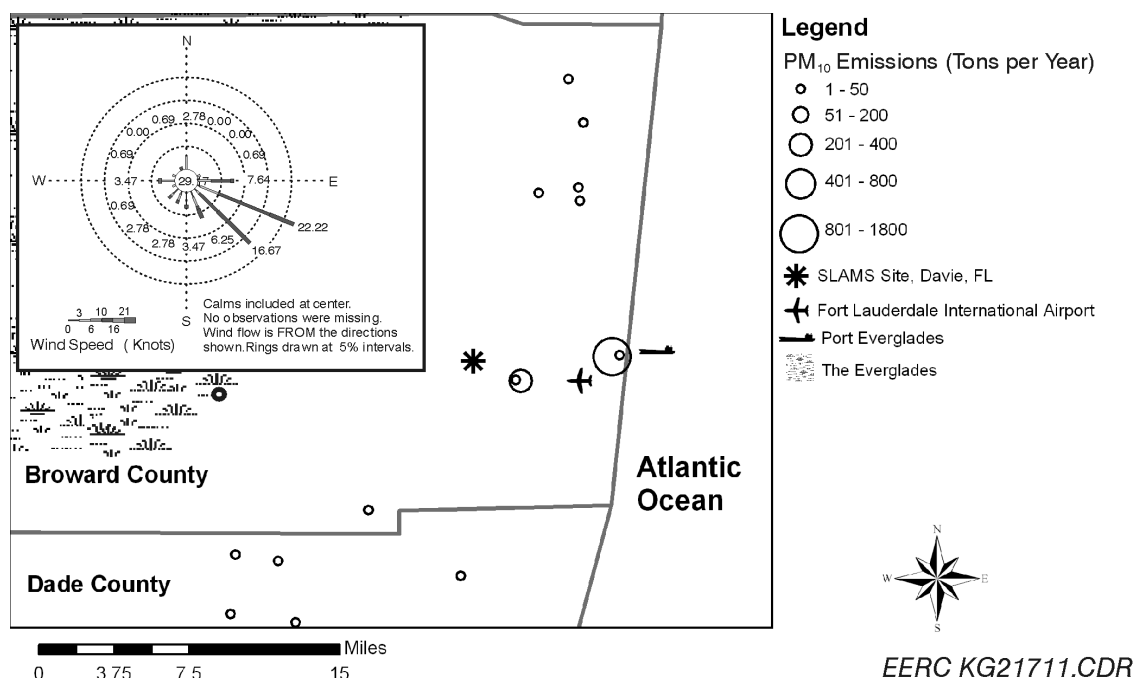 N
0.69 2.78 0.00
0.00 0.00
0.69 0.69
W 3.47 29. 7.64 E
0.69 22.22
2.78 6.25 16.67
2.78 3.47
S
3 10 21
0 6 16
Wind Speed ( Knots)
Calms included at center.
No observations were missing.
Wind flow is FROM the directions
shown.Rings drawn at 5% intervals.
Broward County
Dade County
Atlantic
Ocean
Legend
PM10 Emissions (Tons per Year)
1 - 50
51 - 200
201 - 400
401 - 800
801 - 1800
SLAMS Site, Davie, FL
Fort Lauderdale International Airport
Port Everglades
The Everglades
N
W E
S
Miles
0 3.75 7.5 15
EERC KG21711.CDR